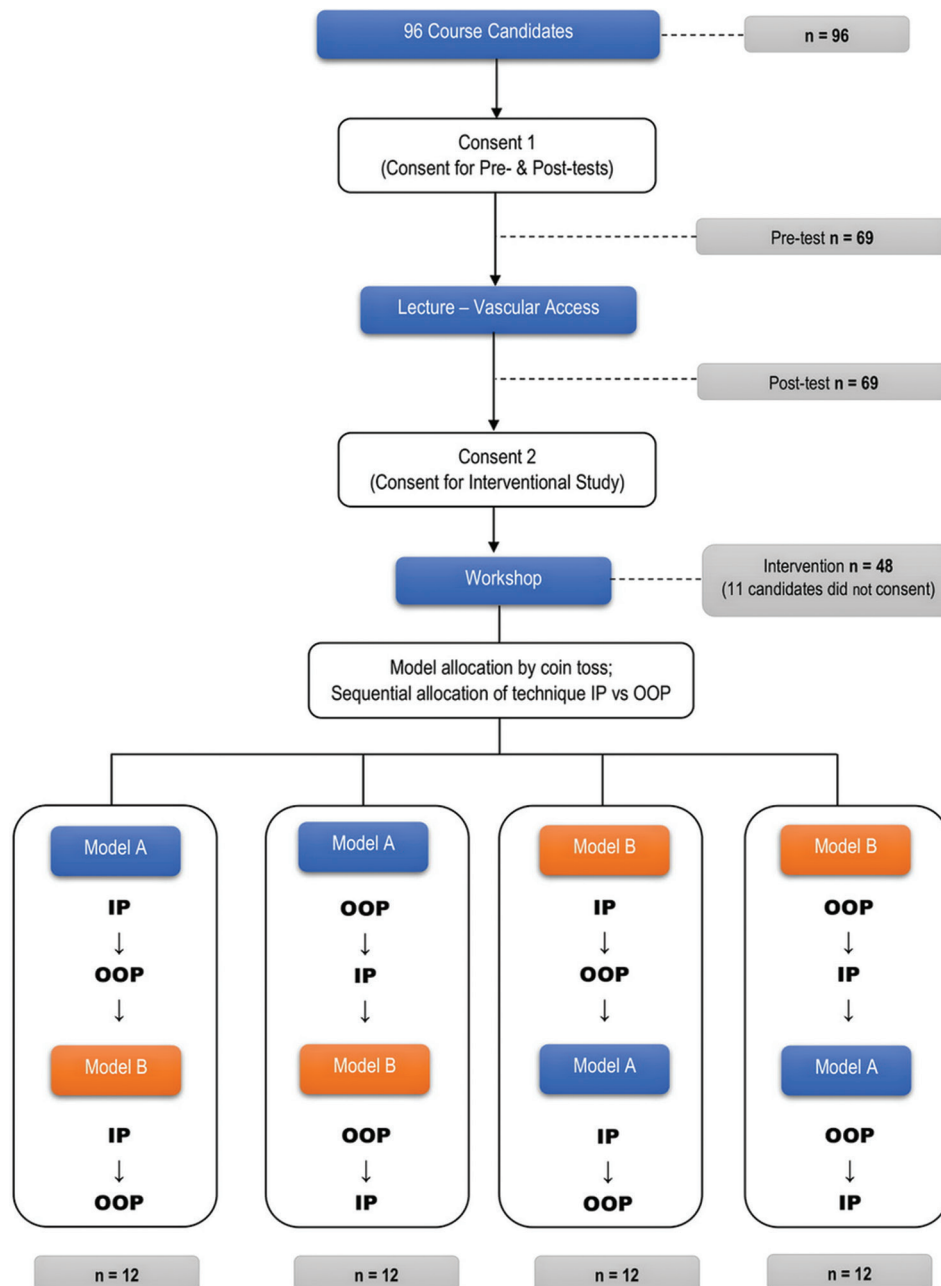 96 Course Candidates
n = 96
Consent 1
(Consent for Pre- & Post-tests)
Pre-test n = 69
Lecture – Vascular Access
Post-test n = 69
Consent 2
(Consent for Interventional Study)
Workshop
Intervention n = 48
(11 candidates did not consent)
Model allocation by coin toss;
Sequential allocation of technique IP vs OOP
Model A
IP
↓
OOP
↓
Model B
IP
↓
OOP
n = 12
Model A
OOP
↓
IP
↓
Model B
OOP
↓
IP
n = 12
Model B
IP
↓
OOP
↓
Model A
IP
↓
OOP
n = 12
Model B
OOP
↓
IP
↓
Model A
OOP
↓
IP
n = 12